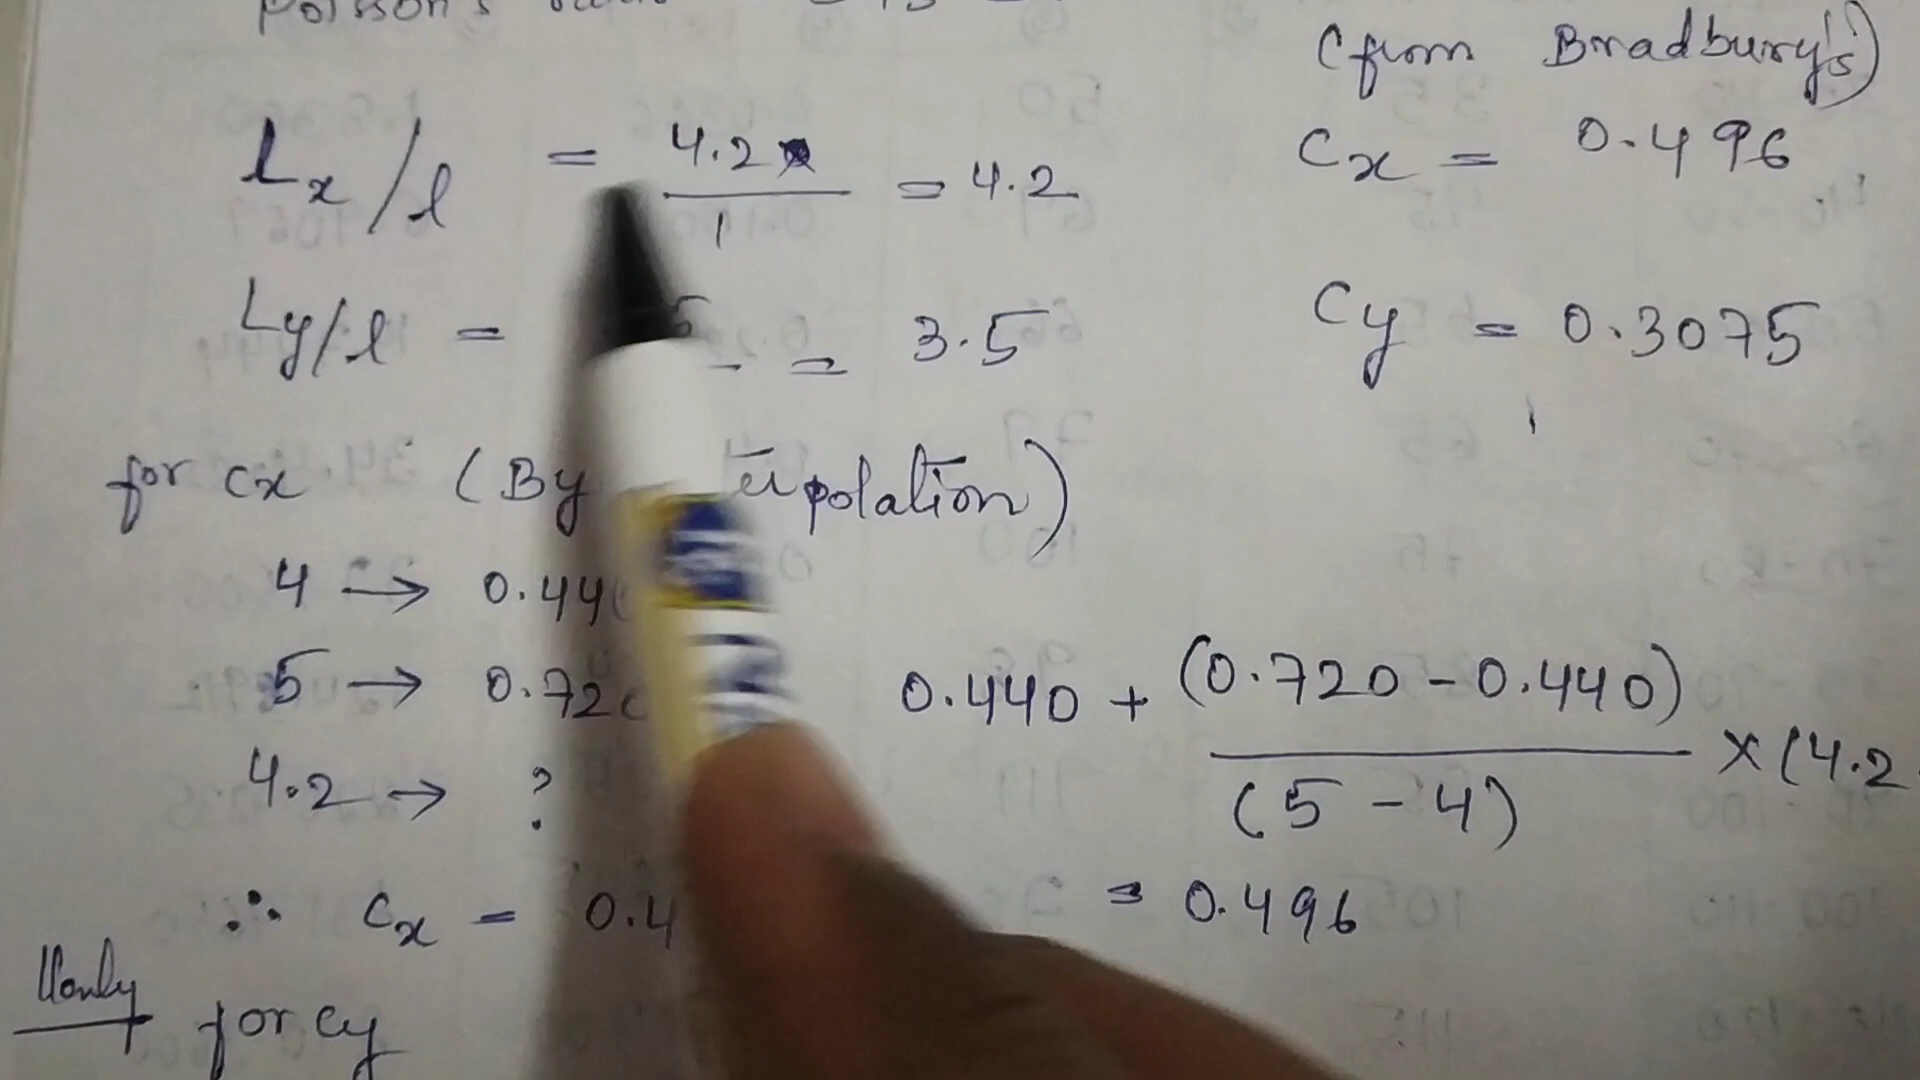 Poisson's
(from Bradbury's)
Lx/l = 4.2 / 1 = 4.2
Cx = 0.496
Ly/l = = 3.5
Cy = 0.3075
for Cx (By polation)
4 → 0.44
5 → 0.72
0.440 + (0.720 - 0.440) / (5 - 4) × (4.2
4.2 → ?
∴ Cx = 0.4 = 0.496
llarly for Cy